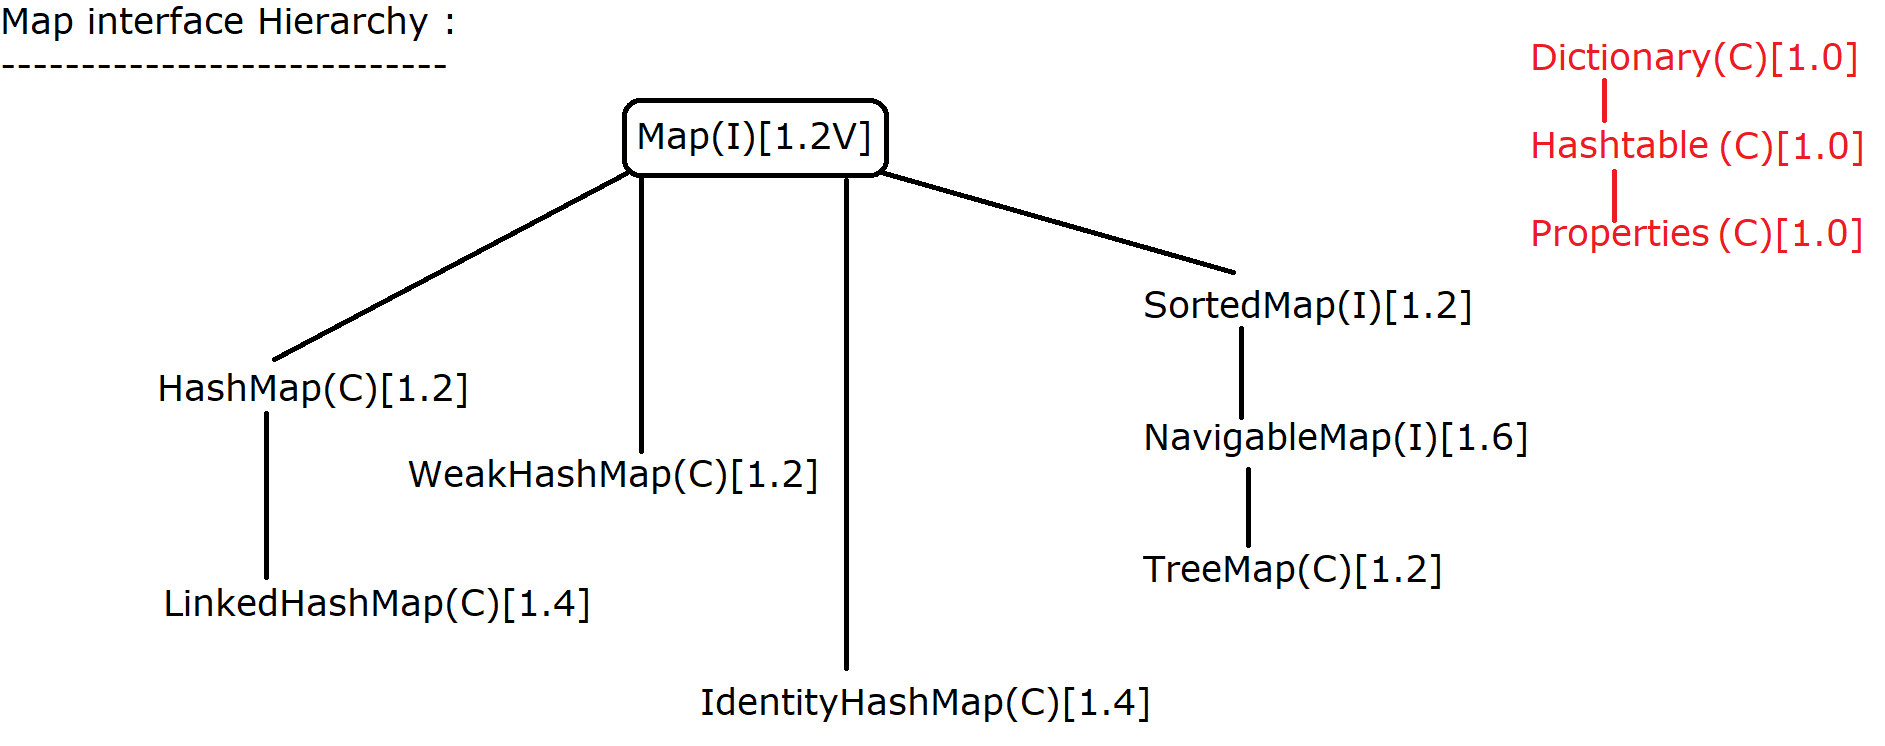 Map interface Hierarchy :
----------------------------
Dictionary(C)[1.0]
Map(I)[1.2V]
Hashtable (C)[1.0]
Properties (C)[1.0]
SortedMap(I)[1.2]
HashMap(C)[1.2]
NavigableMap(I)[1.6]
WeakHashMap(C)[1.2]
TreeMap(C)[1.2]
LinkedHashMap(C)[1.4]
IdentityHashMap(C)[1.4]